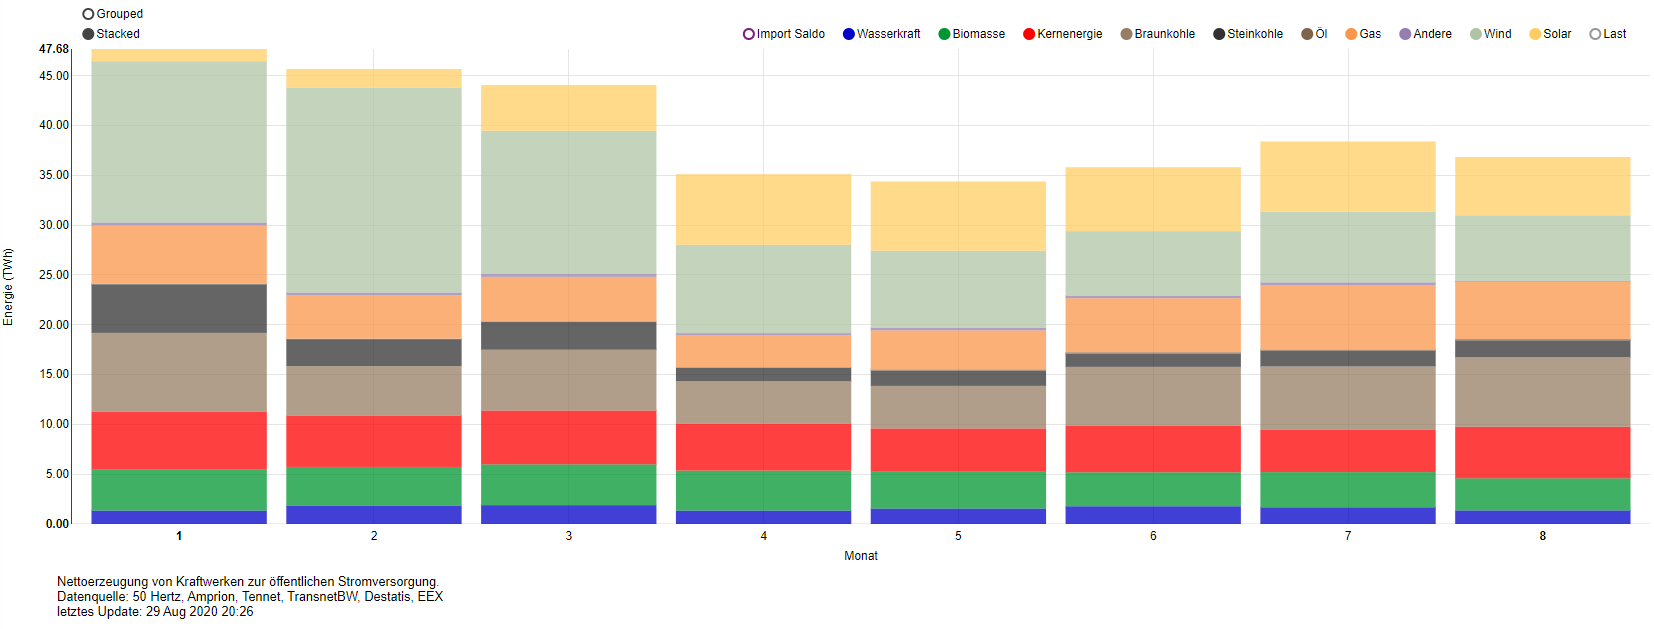 Grouped
Stacked
Import Saldo Wasserkraft Biomasse Kernenergie Braunkohle Steinkohle Öl Gas Andere Wind Solar Last
47.68
45.00
40.00
35.00
30.00
25.00
20.00
15.00
10.00
5.00
0.00
Energie (TWh)
1 2 3 4 5 6 7 8
Monat
Nettoerzeugung von Kraftwerken zur öffentlichen Stromversorgung.
Datenquelle: 50 Hertz, Amprion, Tennet, TransnetBW, Destatis, EEX
letztes Update: 29 Aug 2020 20:26